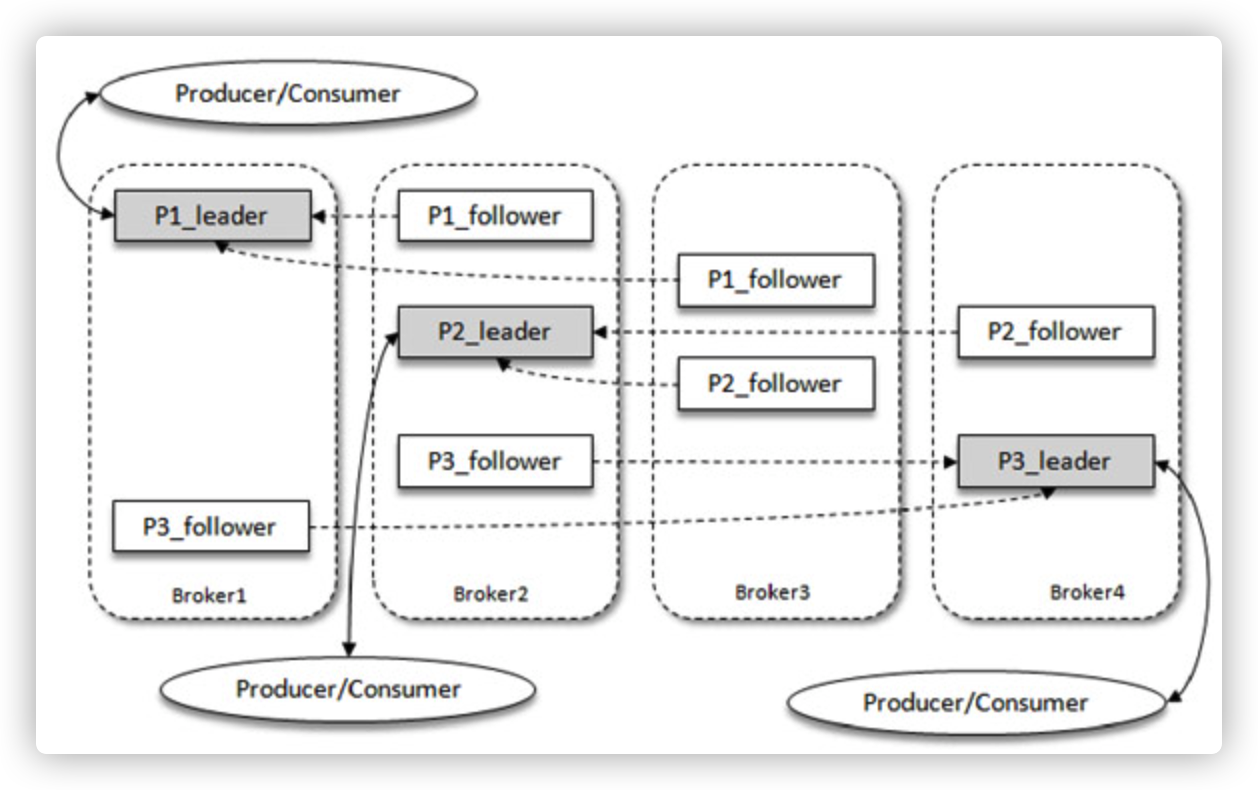 Producer/Consumer
P1_leader
P1_follower
P1_follower
P2_leader
P2_follower
P2_follower
P3_follower
P3_leader
P3_follower
Broker1
Broker2
Broker3
Broker4
Producer/Consumer
Producer/Consumer